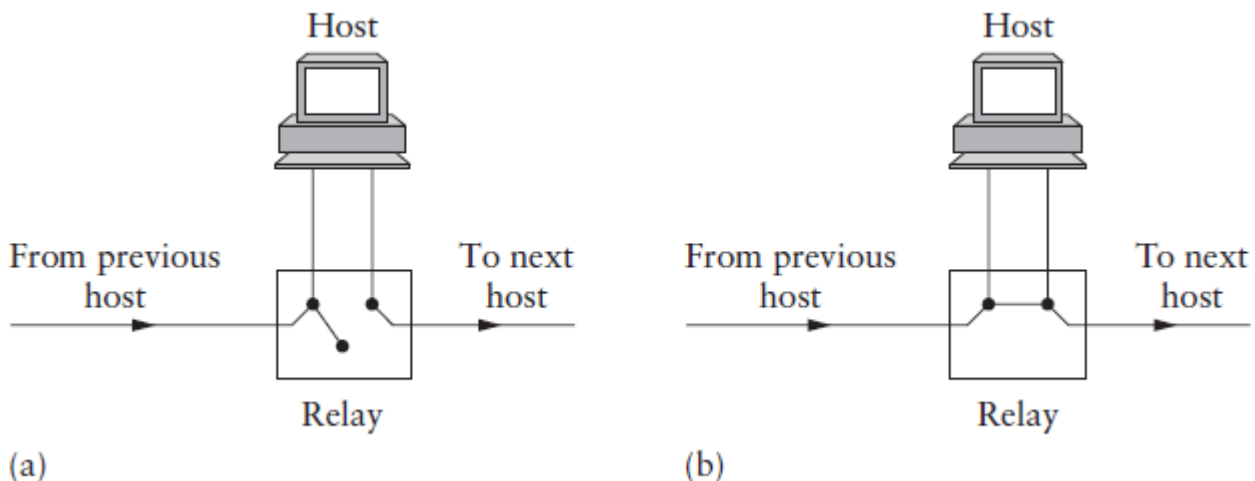 Host
From previous
host
To next
host
Relay
(a)
Host
From previous
host
To next
host
Relay
(b)